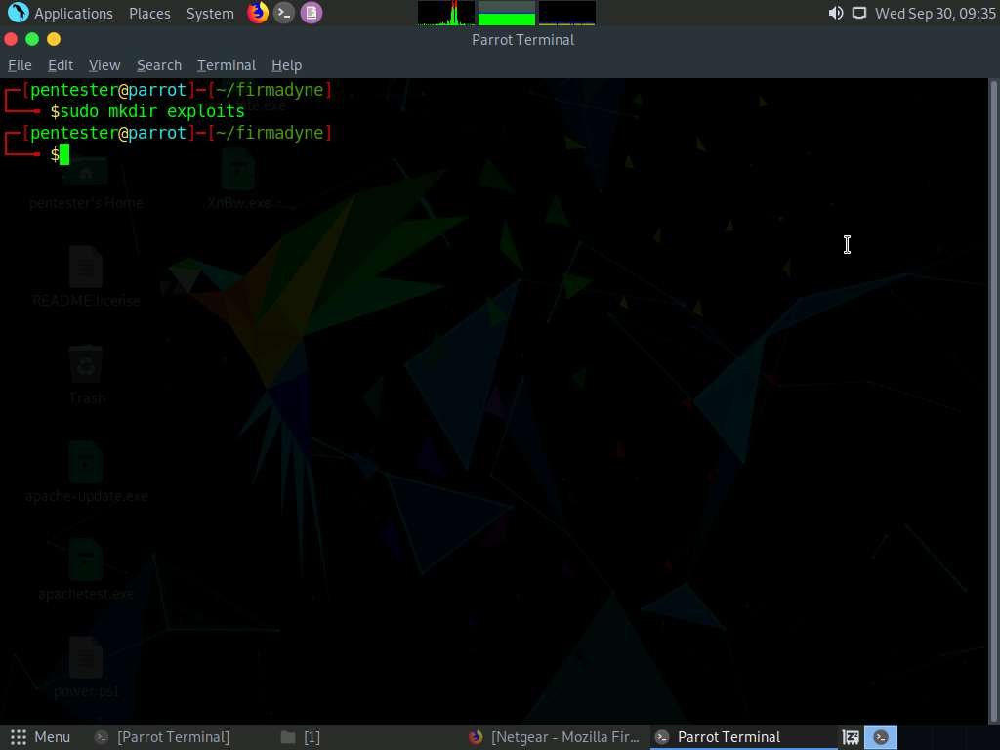 Applications Places System Wed Sep 30, 09:35
Parrot Terminal
File Edit View Search Terminal Help
[pentester@parrot]─[~/firmadyne]
$sudo mkdir exploits
[pentester@parrot]─[~/firmadyne]
$
pentester's Home XnBw.exe
README.license
Trash
apache-update.exe
apachetest.exe
power.ps1
Menu [Parrot Terminal] [1] [Netgear - Mozilla Fir... Parrot Terminal